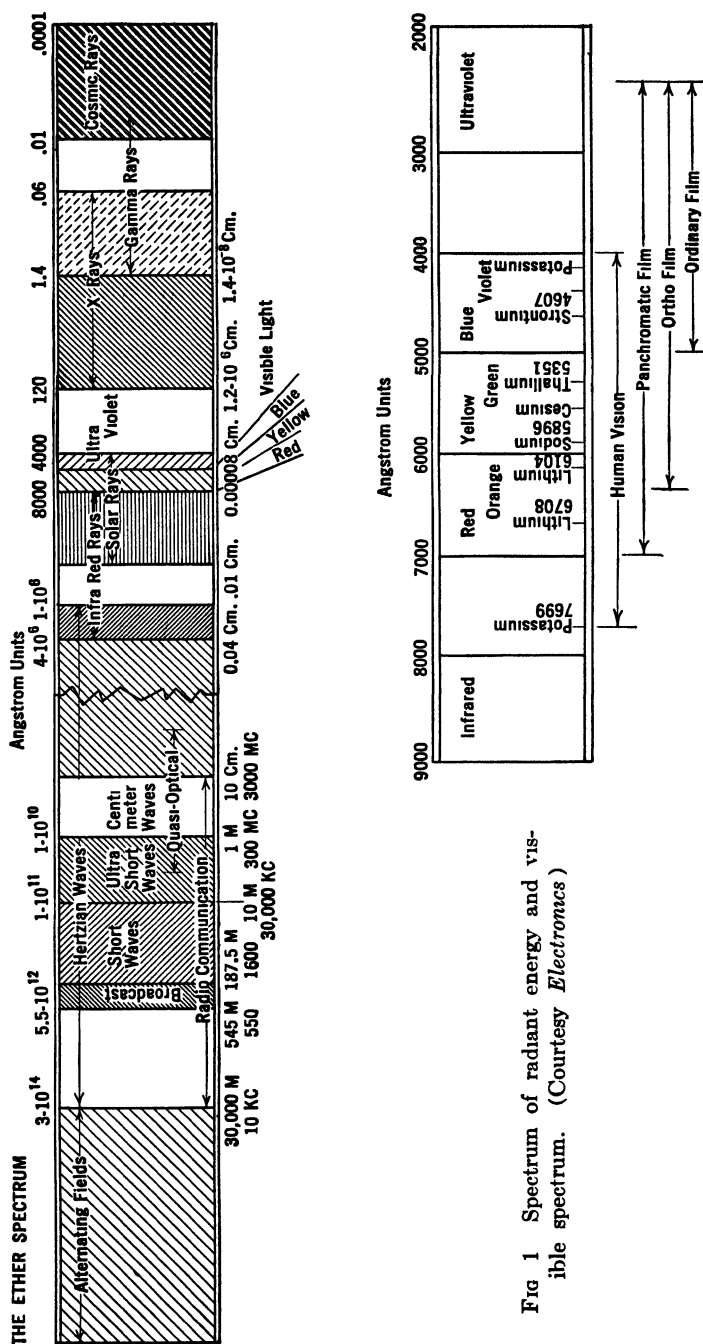 THE ETHER SPECTRUM
Angstrom Units
3-10¹⁴
5.5-10¹²
1-10¹¹
1-10¹⁰
4-10⁶
1-10⁶
8000
4000
120
1.4
.06
.01
.0001
Alternating Fields
Hertzian Waves
Broadcast
Short
Waves
Ultra
Short
Waves
Centi
meter
Waves
Quasi-Optical
Radio Communication
Infra Red Rays
Solar Rays
Ultra
Violet
X Rays
Gamma Rays
Cosmic Rays
30,000 M
10 KC
545 M
550
187.5 M
1600
10 M
30,000 KC
1 M
300 MC
10 Cm.
3000 MC
0.04 Cm.
.01 Cm.
0.00008 Cm.
1.2-10⁻⁶ Cm.
1.4-10⁻⁸ Cm.
Red
Yellow
Blue
Visible Light
Angstrom Units
9000
8000
7000
6000
5000
4000
3000
2000
Infrared
Potassium
7699
Red
Orange
Lithium
6708
Lithium
6104
Yellow
Green
Sodium
5896
Cesium
Thallium
5351
Blue
Violet
Strontium
4607
Potassium
Ultraviolet
Human Vision
Panchromatic Film
Ortho Film
Ordinary Film
FIG 1 Spectrum of radiant energy and vis-
ible spectrum. (Courtesy Electronics)